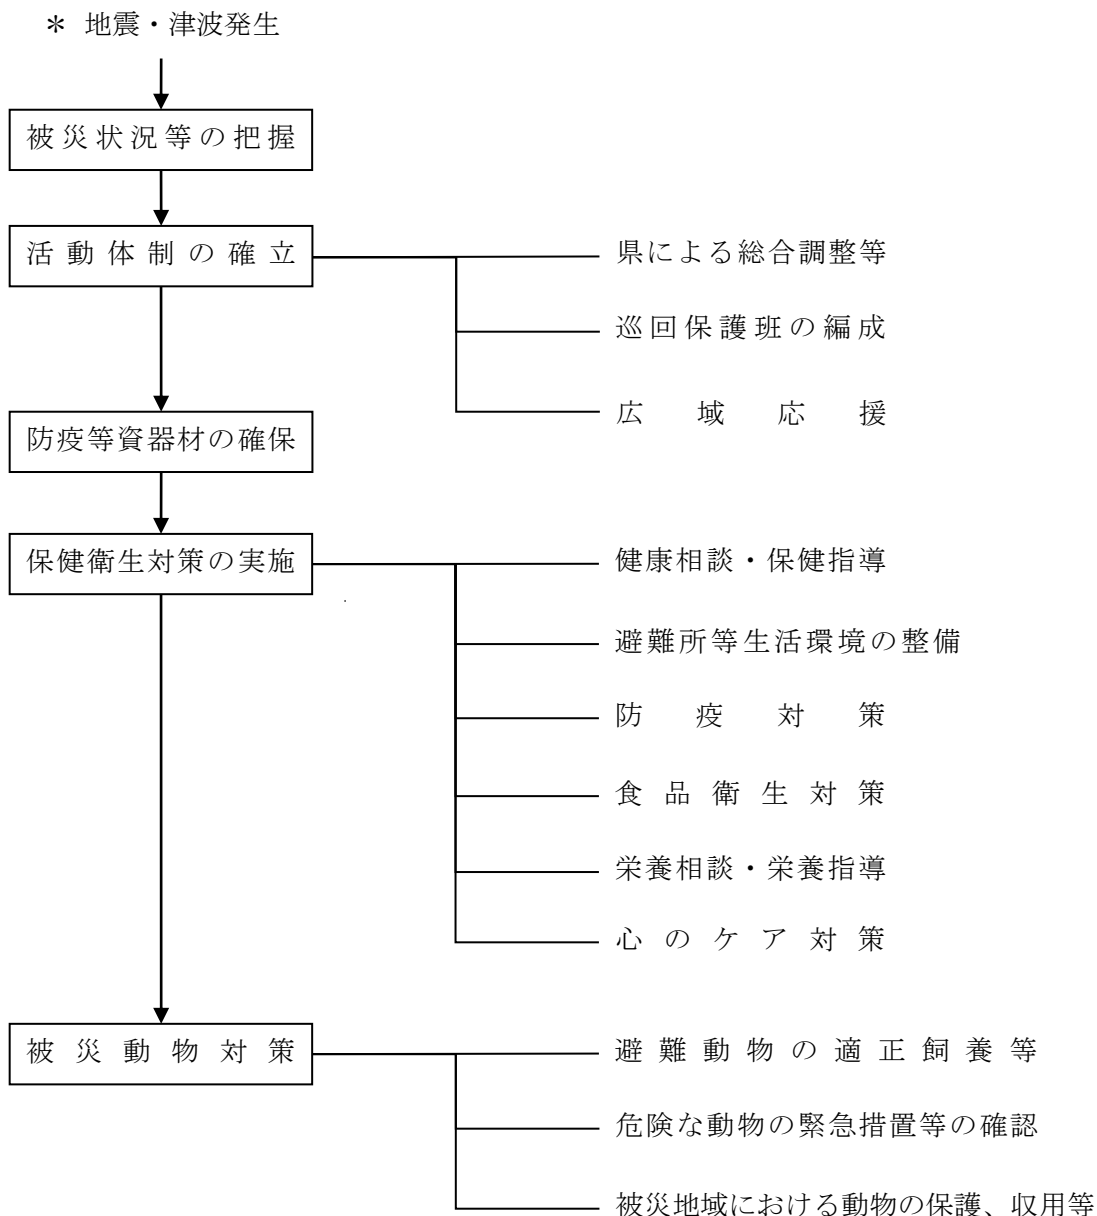 ＊ 地震・津波発生
被災状況等の把握
活動体制の確立
県による総合調整等
巡回保護班の編成
広域応援
防疫等資器材の確保
保健衛生対策の実施
健康相談・保健指導
避難所等生活環境の整備
防疫対策
食品衛生対策
栄養相談・栄養指導
心のケア対策
被災動物対策
避難動物の適正飼養等
危険な動物の緊急措置等の確認
被災地域における動物の保護、収用等